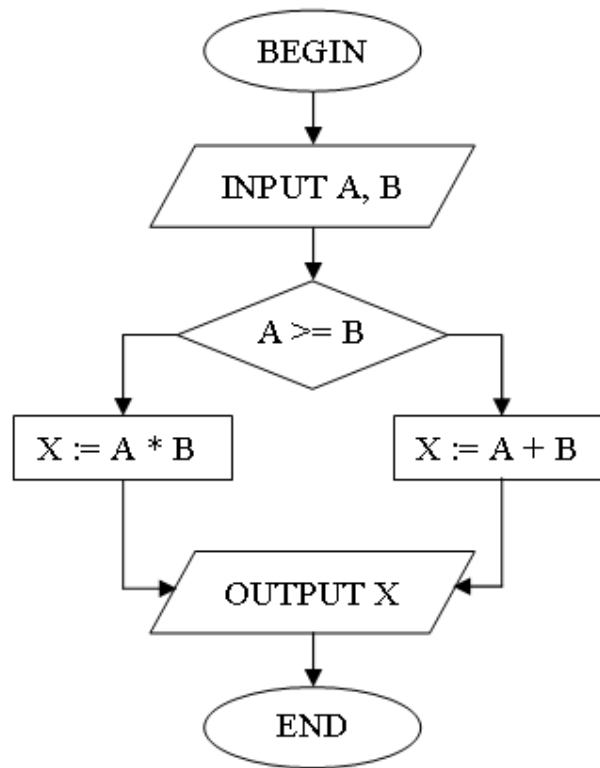 BEGIN
INPUT A, B
A >= B
X := A * B
X := A + B
OUTPUT X
END